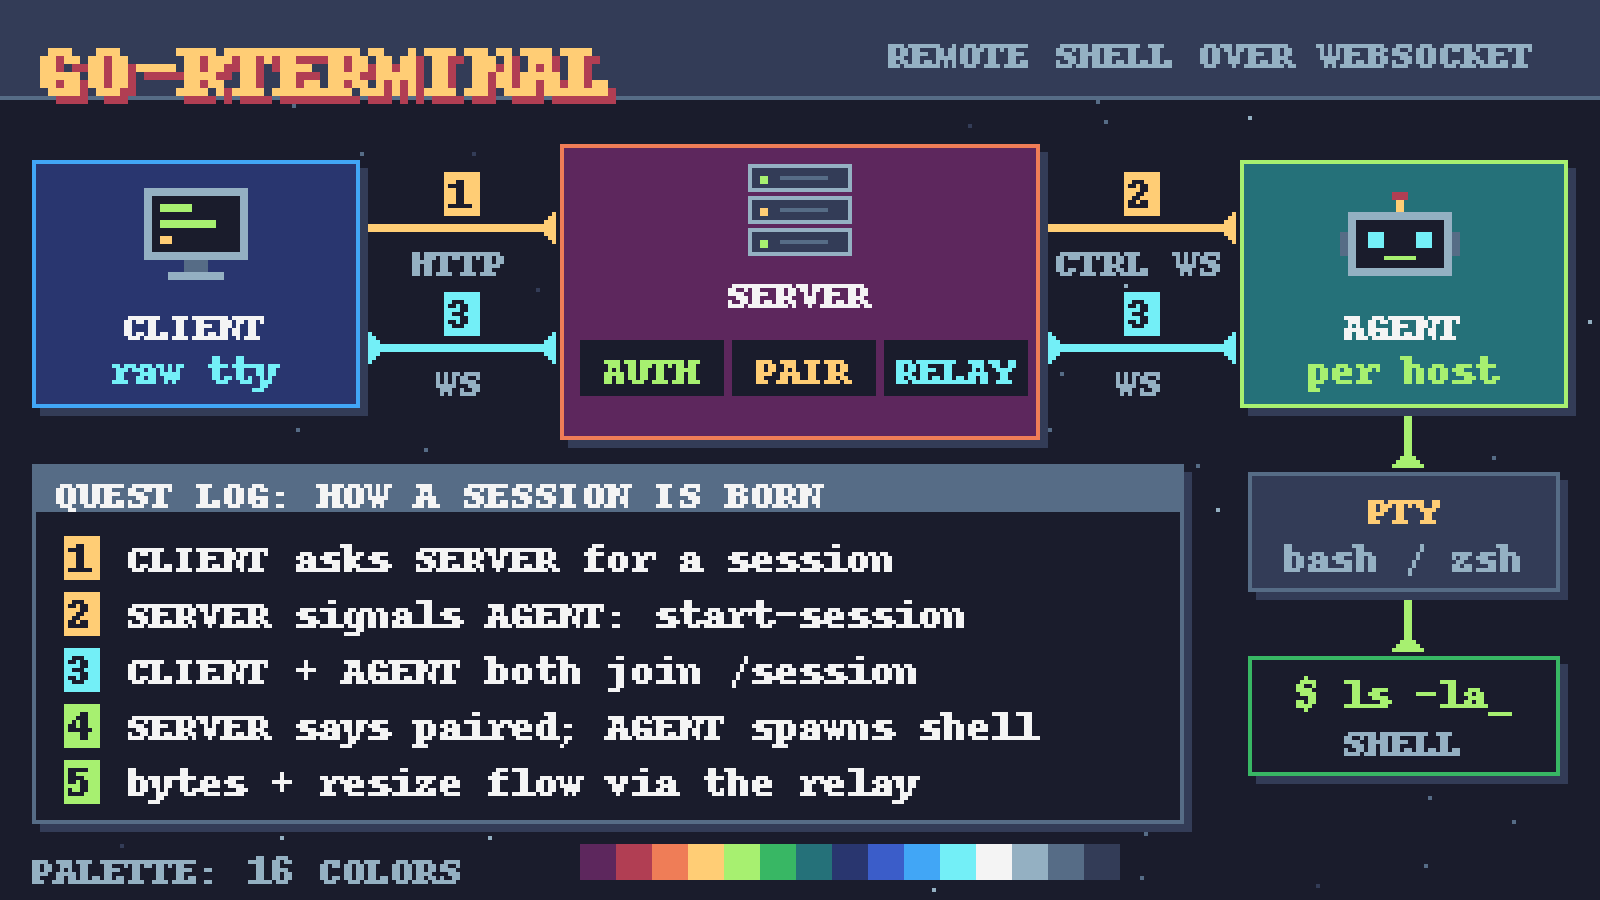 GO-RTERMINAL
REMOTE SHELL OVER WEBSOCKET
CLIENT
raw tty
1
HTTP
3
WS
SERVER
AUTH
PAIR
RELAY
2
CTRL WS
3
WS
AGENT
per host
PTY
bash / zsh
$ ls -la_
SHELL
QUEST LOG: HOW A SESSION IS BORN
1 CLIENT asks SERVER for a session
2 SERVER signals AGENT: start-session
3 CLIENT + AGENT both join /session
4 SERVER says paired; AGENT spawns shell
5 bytes + resize flow via the relay
PALETTE: 16 COLORS